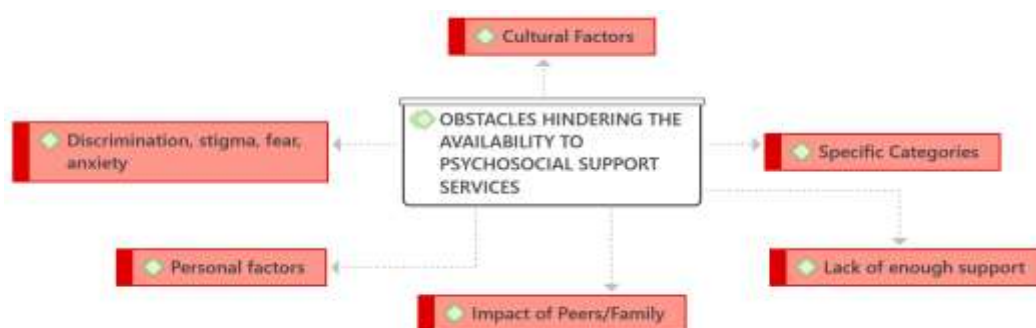 Cultural Factors
OBSTACLES HINDERING THE
AVAILABILITY TO
PSYCHOSOCIAL SUPPORT
SERVICES
Discrimination, stigma, fear,
anxiety
Specific Categories
Personal factors
Lack of enough support
Impact of Peers/Family